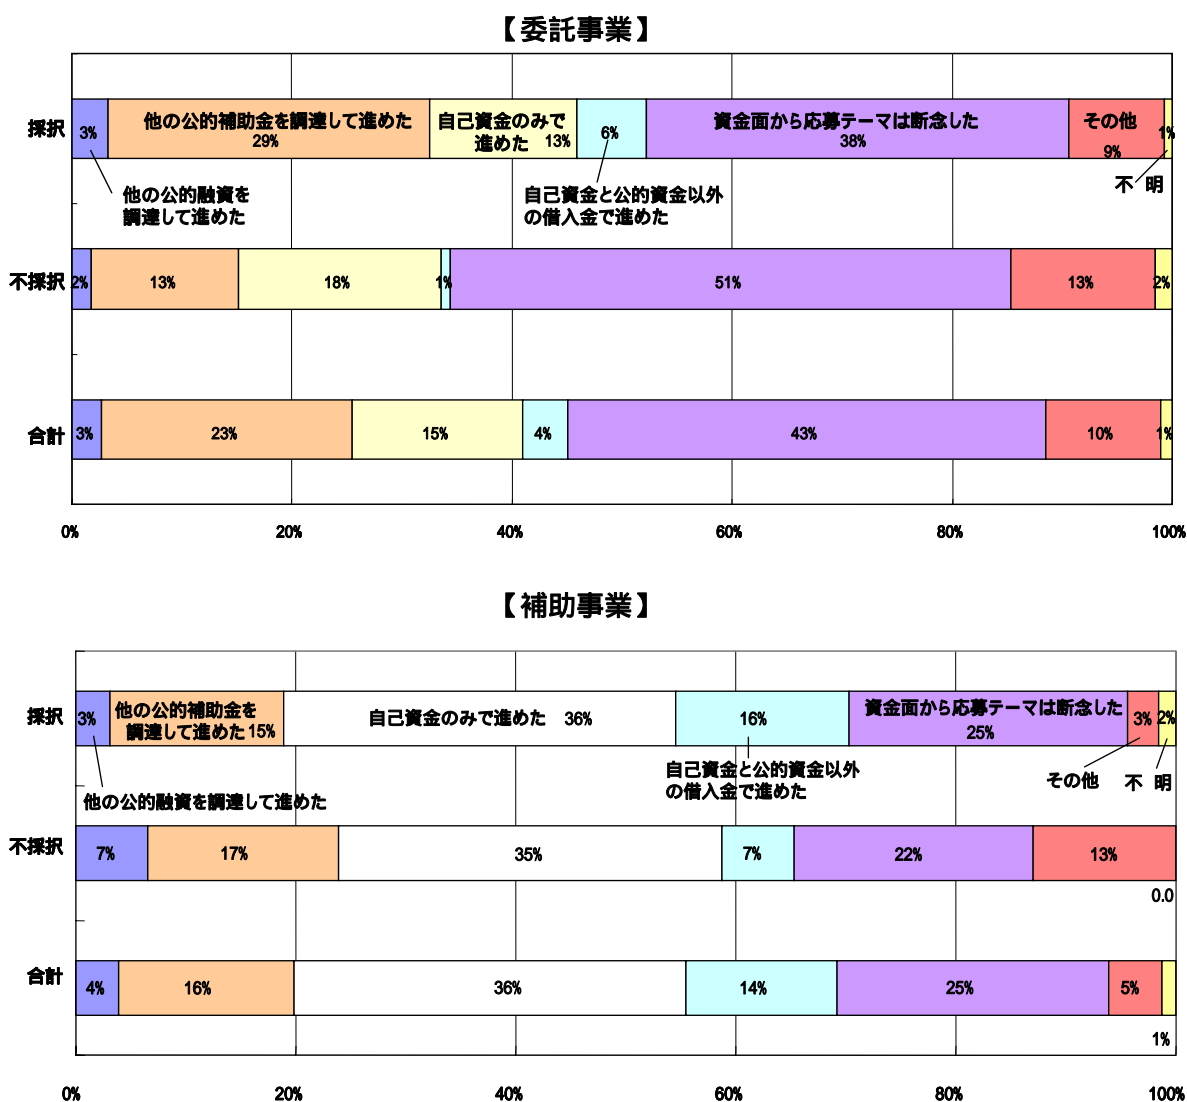 【委託事業】
採択
3%
他の公的補助金を調達して進めた
29%
自己資金のみで
進めた 13%
6%
資金面から応募テーマは断念した
38%
その他
9%
1%
他の公的融資を
調達して進めた
自己資金と公的資金以外
の借入金で進めた
不 明
不採択
2%
13%
18%
1%
51%
13%
2%
合計
3%
23%
15%
4%
43%
10%
1%
0%
20%
40%
60%
80%
100%
【補助事業】
採択
3%
他の公的補助金を
調達して進めた 15%
自己資金のみで進めた 36%
16%
資金面から応募テーマは断念した
25%
3%
2%
他の公的融資を調達して進めた
自己資金と公的資金以外
の借入金で進めた
その他
不 明
不採択
7%
17%
35%
7%
22%
13%
0.0
合計
4%
16%
36%
14%
25%
5%
1%
0%
20%
40%
60%
80%
100%